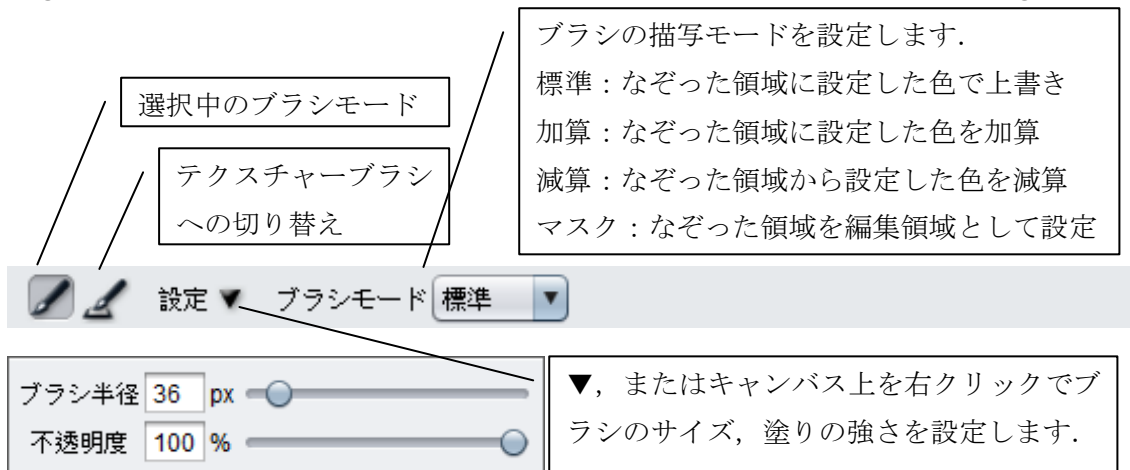 ブラシの描写モードを設定します．
標準：なぞった領域に設定した色で上書き
加算：なぞった領域に設定した色を加算
減算：なぞった領域から設定した色を減算
マスク：なぞった領域を編集領域として設定
選択中のブラシモード
テクスチャーブラシ
への切り替え
設定 ▼ ブラシモード 標準 ▼
ブラシ半径 36 px
不透明度 100 %
▼，またはキャンバス上を右クリックでブ
ラシのサイズ，塗りの強さを設定します．